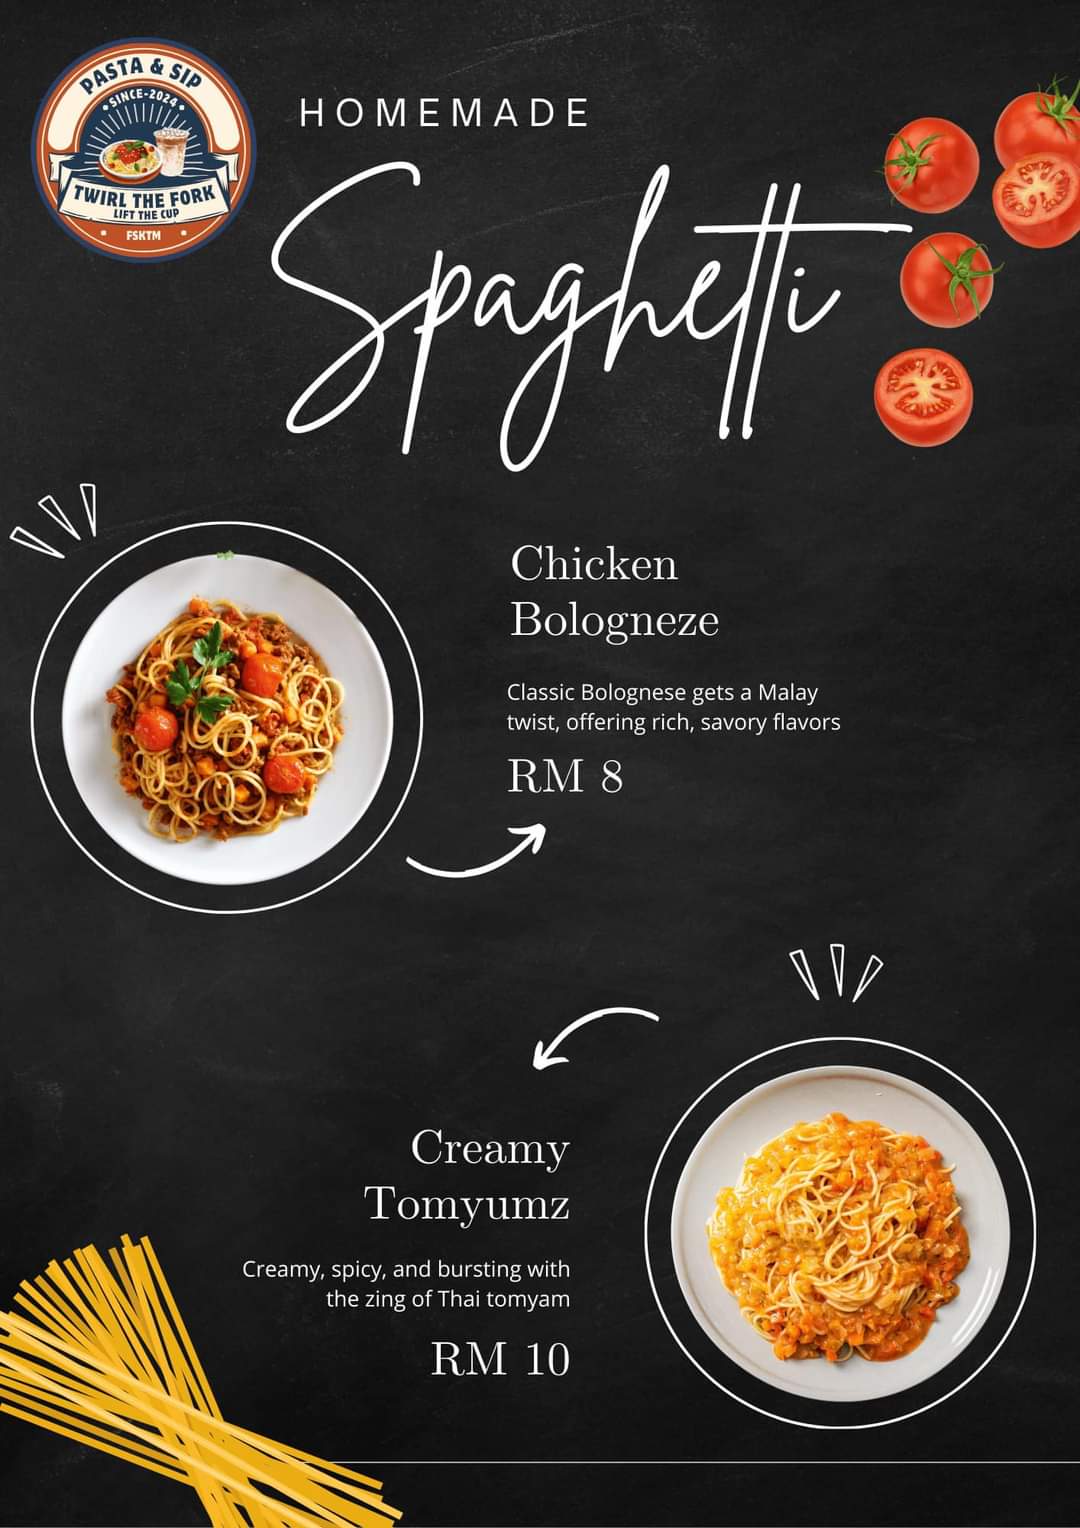 PASTA & SIP
SINCE-2024
TWIRL THE FORK
LIFT THE CUP
FSKTM
HOMEMADE
Spaghetti
Chicken
Bologneze
Classic Bolognese gets a Malay
twist, offering rich, savory flavors
RM 8
Creamy
Tomyumz
Creamy, spicy, and bursting with
the zing of Thai tomyam
RM 10